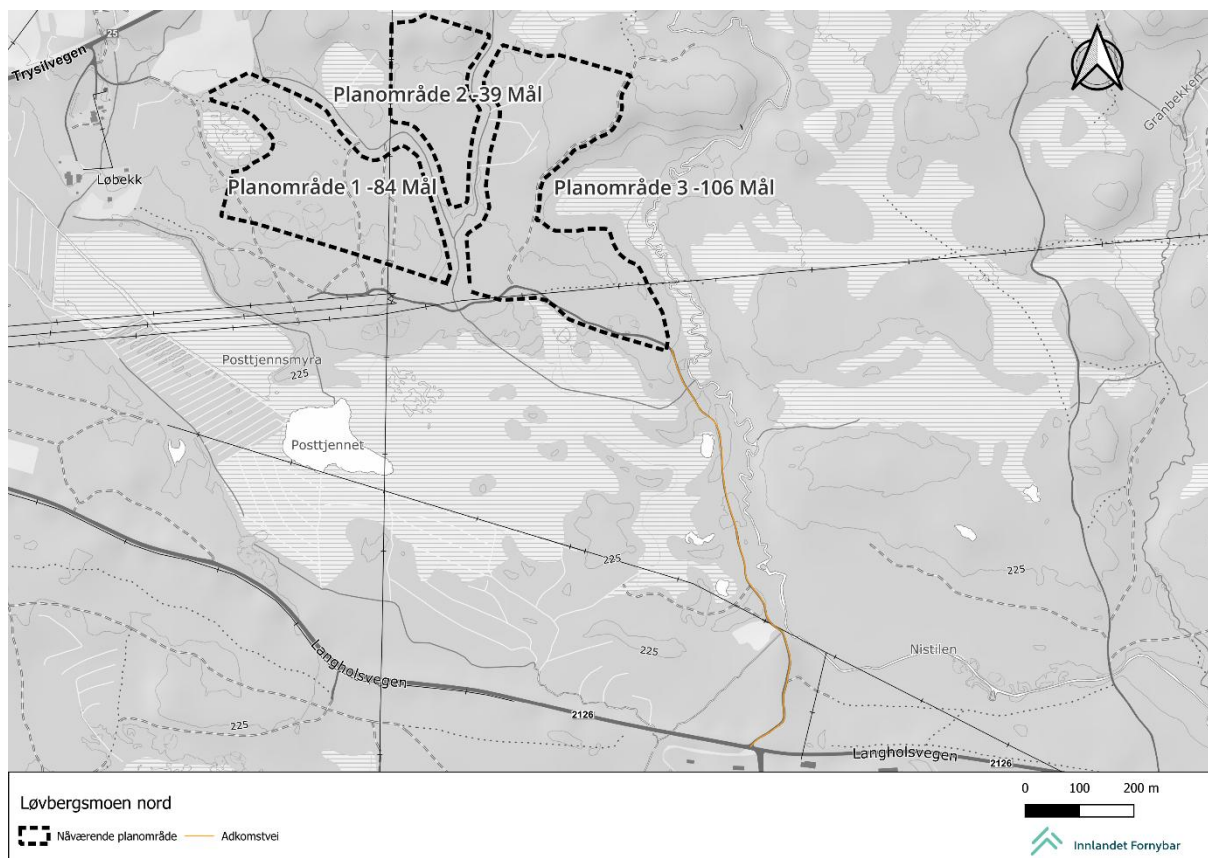 25
Trysilvegen
Granbekken
Planområde 2 -39 Mål
Løbekk
Planområde 1 -84 Mål
Planområde 3 -106 Mål
Posttjennsmyra
225
Posttjennet
225
225
Nistilen
225
Langholsvegen
225
2126
Langholsvegen
2126
Løvbergsmoen nord
Nåværende planområde
Adkomstvei
0 100 200 m
Innlandet Fornybar